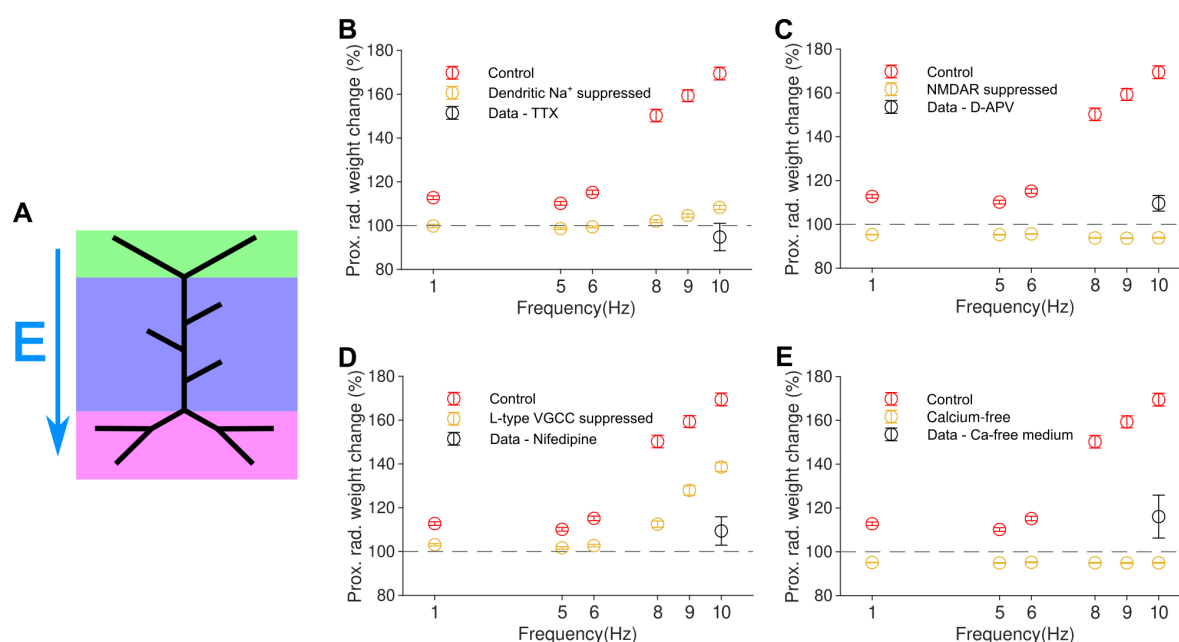 A
E
B
Prox. rad. weight change (%)
180
160
140
120
100
80
Control
Dendritic Na⁺ suppressed
Data - TTX
1 5 6 8 9 10
Frequency(Hz)
C
Prox. rad. weight change (%)
180
160
140
120
100
80
Control
NMDAR suppressed
Data - D-APV
1 5 6 8 9 10
Frequency(Hz)
D
Prox. rad. weight change (%)
180
160
140
120
100
80
Control
L-type VGCC suppressed
Data - Nifedipine
1 5 6 8 9 10
Frequency(Hz)
E
Prox. rad. weight change (%)
180
160
140
120
100
80
Control
Calcium-free
Data - Ca-free medium
1 5 6 8 9 10
Frequency(Hz)